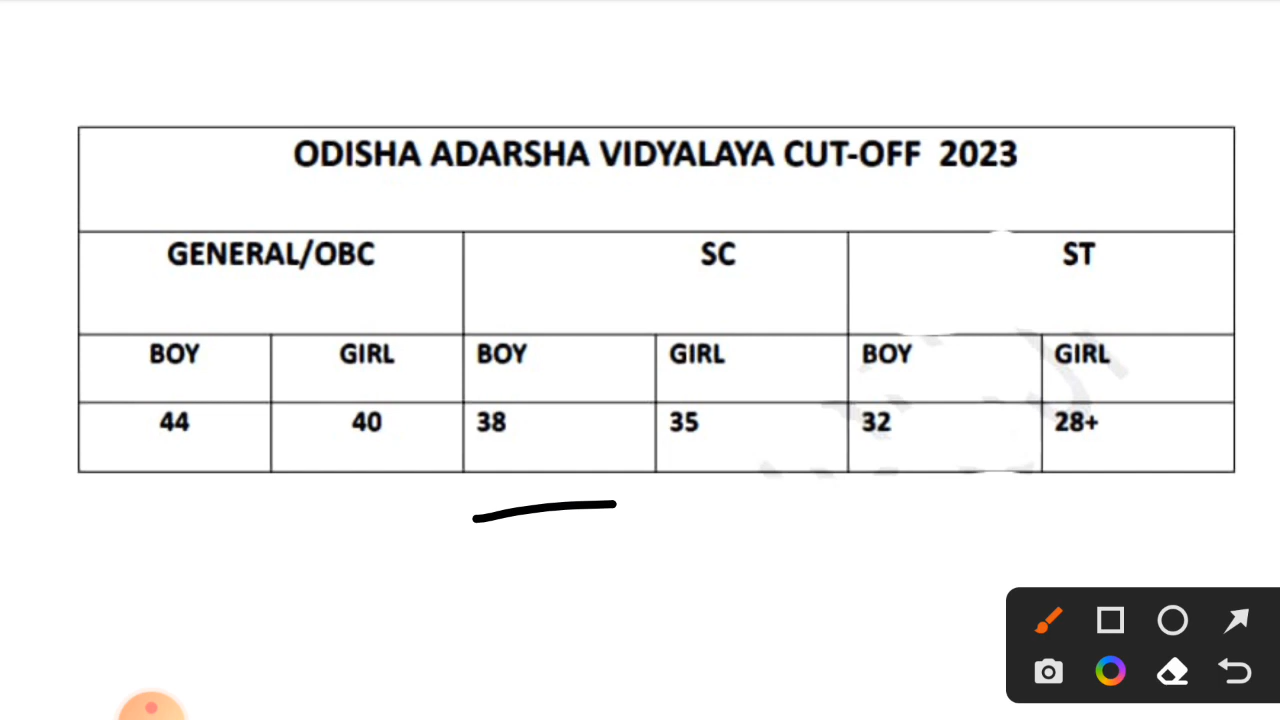 ODISHA ADARSHA VIDYALAYA CUT-OFF 2023
GENERAL/OBC SC ST
BOY GIRL BOY GIRL BOY GIRL
44 40 38 35 32 28+